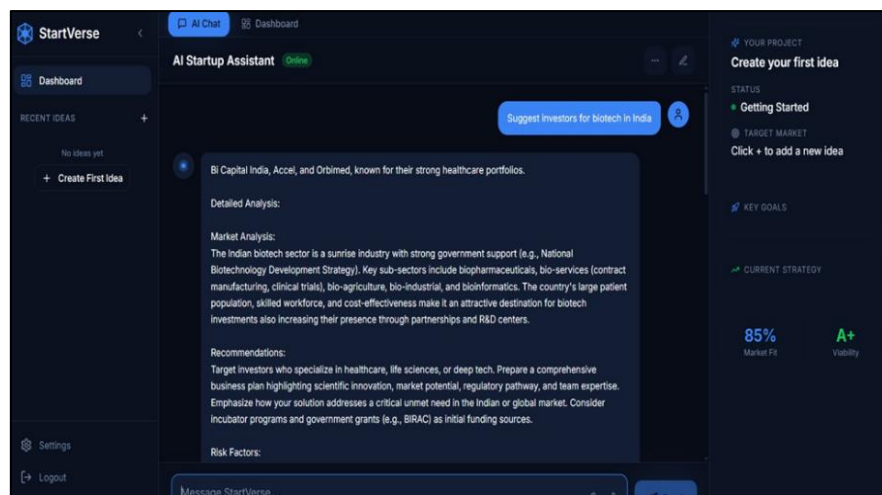 StartVerse
Dashboard
RECENT IDEAS
+
No ideas yet
+ Create First Idea
Settings
Logout
AI Chat
Dashboard
AI Startup Assistant
Online
Suggest investors for biotech in India
Bi Capital India, Accel, and Orbimed, known for their strong healthcare portfolios.
Detailed Analysis:
Market Analysis:
The Indian biotech sector is a sunrise industry with strong government support (e.g., National
Biotechnology Development Strategy). Key sub-sectors include biopharmaceuticals, bio-services (contract
manufacturing, clinical trials), bio-agriculture, bio-industrial, and bioinformatics. The country's large patient
population, skilled workforce, and cost-effectiveness make it an attractive destination for biotech
investments also increasing their presence through partnerships and R&D centers.
Recommendations:
Target investors who specialize in healthcare, life sciences, or deep tech. Prepare a comprehensive
business plan highlighting scientific innovation, market potential, regulatory pathway, and team expertise.
Emphasize how your solution addresses a critical unmet need in the Indian or global market. Consider
incubator programs and government grants (e.g., BIRAC) as initial funding sources.
Risk Factors:
Message StartVerse
YOUR PROJECT
Create your first idea
STATUS
Getting Started
TARGET MARKET
Click + to add a new idea
KEY GOALS
CURRENT STRATEGY
85%
Market Fit
A+
Viability